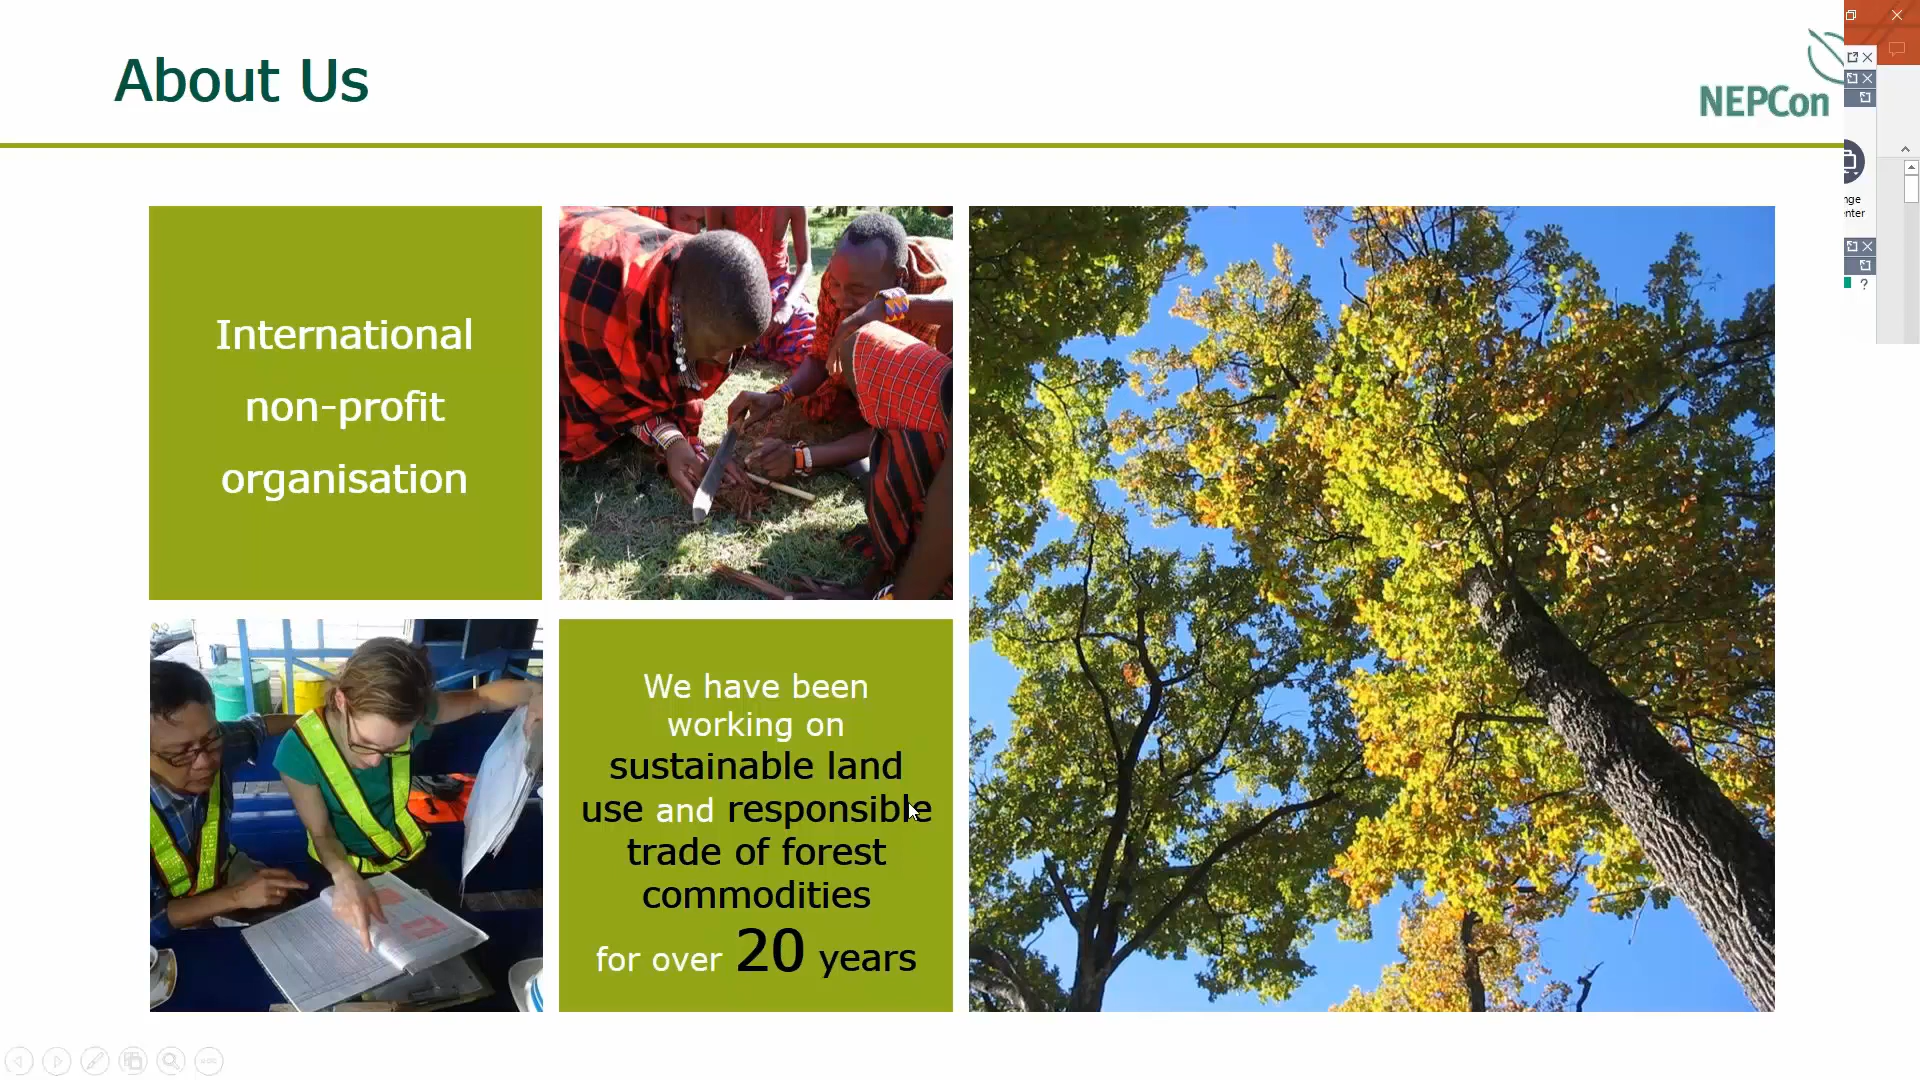 About Us
NEPCon
International
non-profit
organisation
We have been
working on
sustainable land
use and responsible
trade of forest
commodities
for over 20 years
?